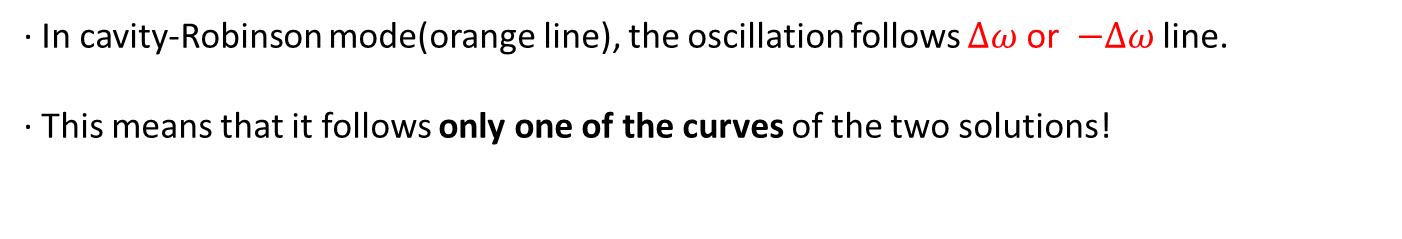 · In cavity-Robinson mode(orange line), the oscillation follows Δω or −Δω line.
· This means that it follows only one of the curves of the two solutions!